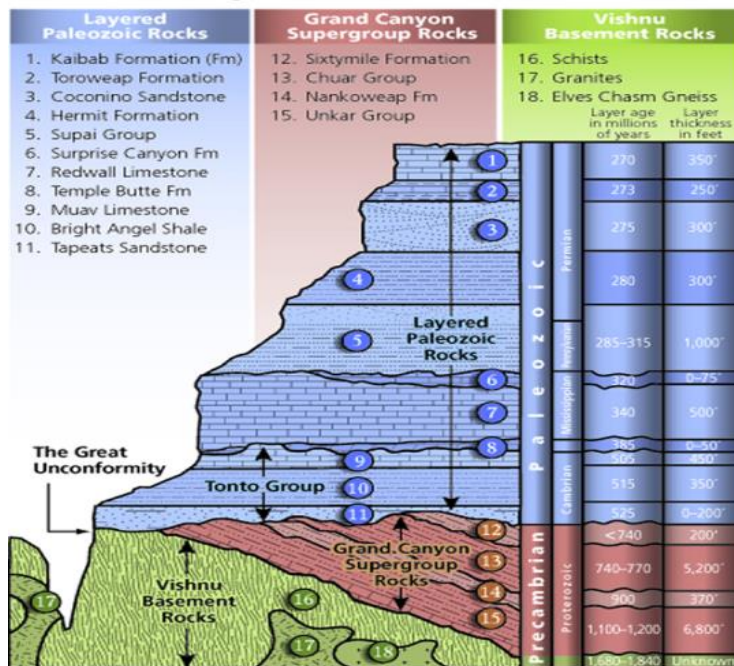 Layered
Paleozoic Rocks
1. Kaibab Formation (Fm)
2. Toroweap Formation
3. Coconino Sandstone
4. Hermit Formation
5. Supai Group
6. Surprise Canyon Fm
7. Redwall Limestone
8. Temple Butte Fm
9. Muav Limestone
10. Bright Angel Shale
11. Tapeats Sandstone
Grand Canyon
Supergroup Rocks
12. Sixtymile Formation
13. Chuar Group
14. Nankoweap Fm
15. Unkar Group
Vishnu
Basement Rocks
16. Schists
17. Granites
18. Elves Chasm Gneiss
Layer age
in millions
of years
Layer
thickness
in feet
1
270
350'
2
273
250'
3
275
300'
4
280
300'
5
285–315
1,000'
6
320
0–75'
7
340
500'
8
385
0–50'
9
505
450'
10
515
350'
11
525
0–200'
12
<740
200'
13
740–770
5,200'
14
900
370'
15
1,100–1,200
6,800'
1,680–1,840
Unknown
Layered
Paleozoic
Rocks
Tonto Group
The Great
Unconformity
Grand Canyon
Supergroup
Rocks
Vishnu
Basement
Rocks
16
17
17
18
Paleozoic
Precambrian
Permian
Pennsylvanian
Mississippian
Cambrian
Proterozoic